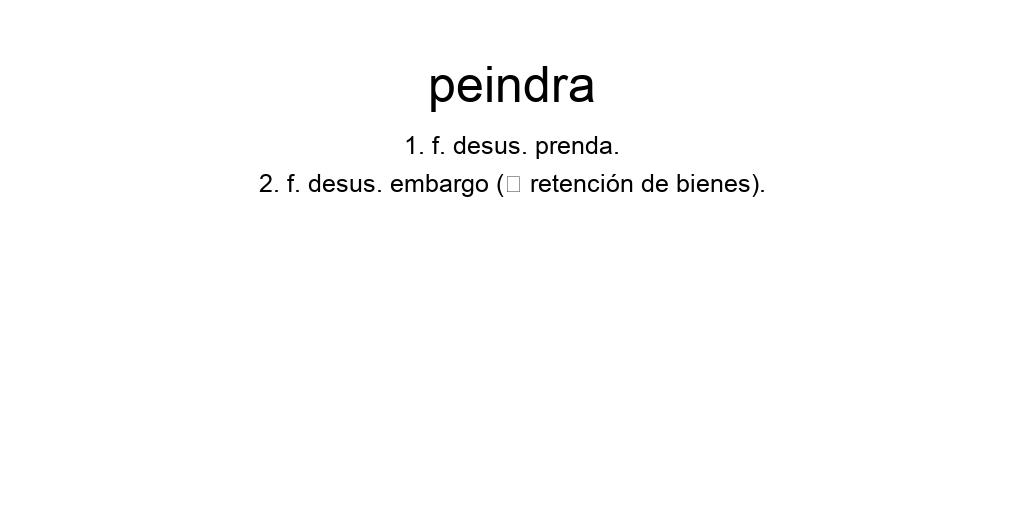 peindra
1. f. desus. prenda.
2. f. desus. embargo (□ retención de bienes).